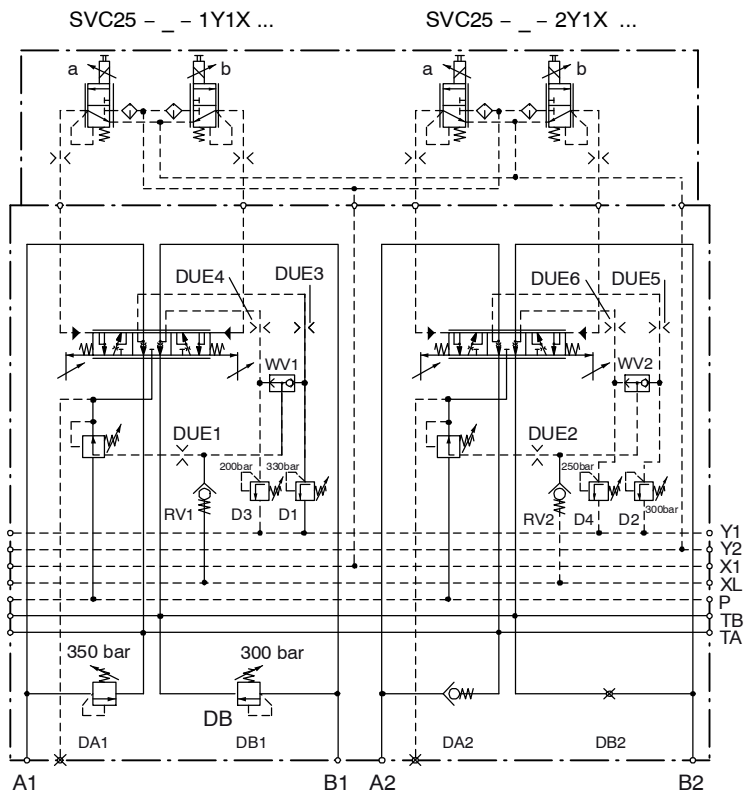 SVC25 – _ – 1Y1X ... SVC25 – _ – 2Y1X ...
a b a b
DUE4 DUE3 DUE6 DUE5
WV1 WV2
DUE1 DUE2
200bar 330bar 250bar 300bar
RV1 D3 D1 RV2 D4 D2
Y1
Y2
X1
XL
P
TB
TA
350 bar 300 bar
DB
DA1 DB1 DA2 DB2
A1 B1 A2 B2